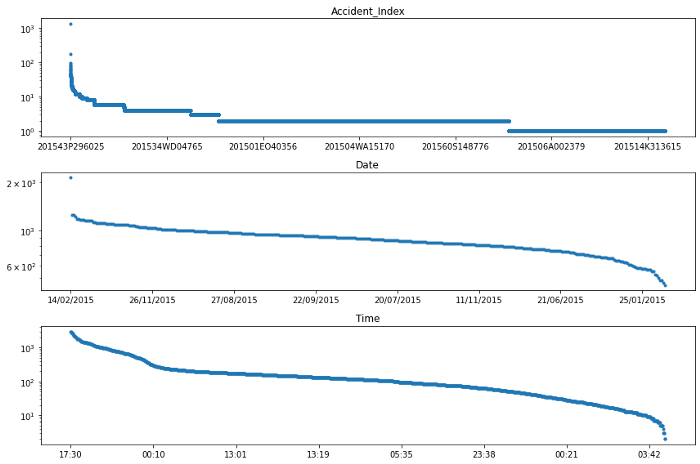 Accident_Index
10³
10²
10¹
10⁰
201543P296025 201534WD04765 201501EO40356 201504WA15170 201560S148776 201506A002379 201514K313615
Date
2 × 10³
10³
6 × 10²
14/02/2015 26/11/2015 27/08/2015 22/09/2015 20/07/2015 11/11/2015 21/06/2015 25/01/2015
Time
10³
10²
10¹
17:30 00:10 13:01 13:19 05:35 23:38 00:21 03:42